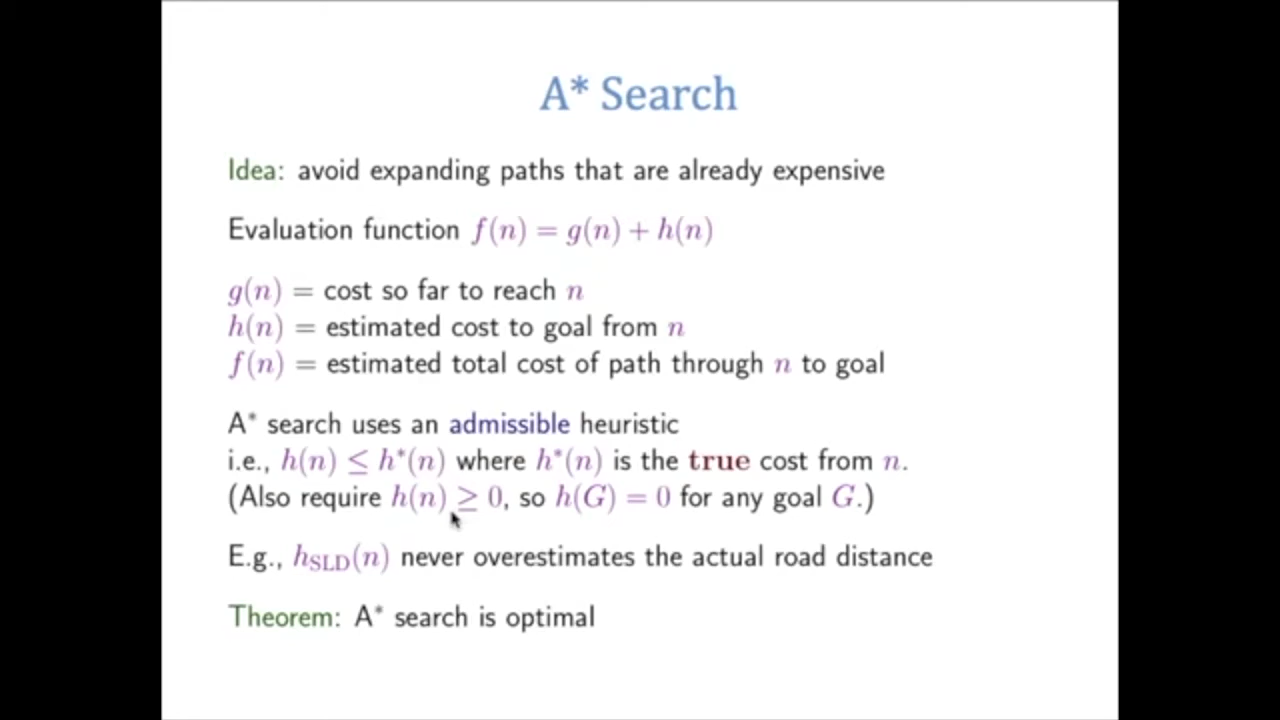 A* Search
Idea: avoid expanding paths that are already expensive
Evaluation function f(n) = g(n) + h(n)
g(n) = cost so far to reach n
h(n) = estimated cost to goal from n
f(n) = estimated total cost of path through n to goal
A* search uses an admissible heuristic
i.e., h(n) ≤ h*(n) where h*(n) is the true cost from n.
(Also require h(n) ≥ 0, so h(G) = 0 for any goal G.)
E.g., h_SLD(n) never overestimates the actual road distance
Theorem: A* search is optimal